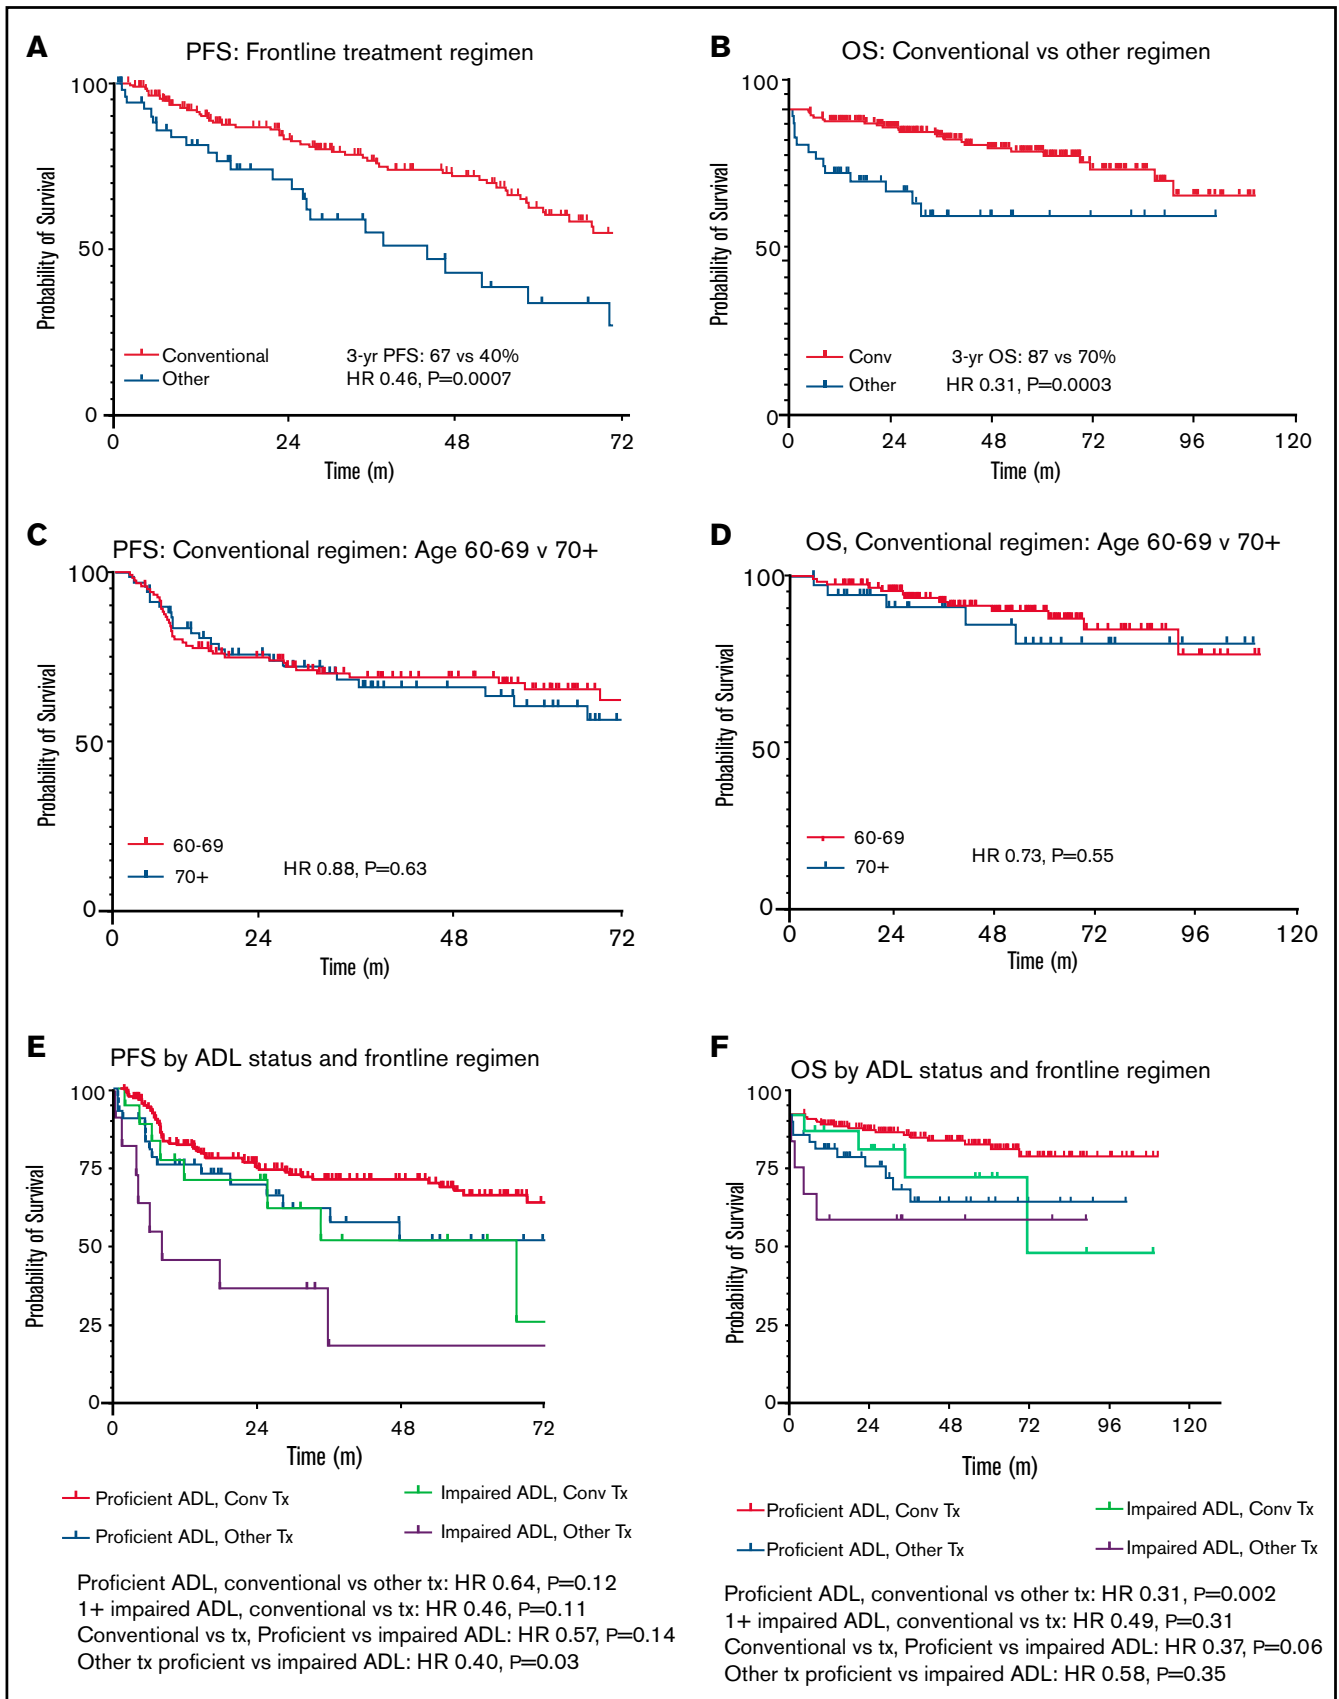 A
PFS: Frontline treatment regimen
100
50
0
Probability of Survival
Conventional
Other
3-yr PFS: 67 vs 40%
HR 0.46, P=0.0007
0 24 48 72
Time (m)
B
OS: Conventional vs other regimen
100
50
0
Probability of Survival
Conv
Other
3-yr OS: 87 vs 70%
HR 0.31, P=0.0003
0 24 48 72 96 120
Time (m)
C
PFS: Conventional regimen: Age 60-69 v 70+
100
50
0
Probability of Survival
60-69
70+
HR 0.88, P=0.63
0 24 48 72
Time (m)
D
OS, Conventional regimen: Age 60-69 v 70+
100
50
0
Probability of Survival
60-69
70+
HR 0.73, P=0.55
0 24 48 72 96 120
Time (m)
E
PFS by ADL status and frontline regimen
100
75
50
25
0
Probability of Survival
0 24 48 72
Time (m)
Proficient ADL, Conv Tx
Impaired ADL, Conv Tx
Proficient ADL, Other Tx
Impaired ADL, Other Tx
Proficient ADL, conventional vs other tx: HR 0.64, P=0.12
1+ impaired ADL, conventional vs tx: HR 0.46, P=0.11
Conventional vs tx, Proficient vs impaired ADL: HR 0.57, P=0.14
Other tx proficient vs impaired ADL: HR 0.40, P=0.03
F
OS by ADL status and frontline regimen
100
75
50
25
0
Probability of Survival
0 24 48 72 96 120
Time (m)
Proficient ADL, Conv Tx
Impaired ADL, Conv Tx
Proficient ADL, Other Tx
Impaired ADL, Other Tx
Proficient ADL, conventional vs other tx: HR 0.31, P=0.002
1+ impaired ADL, conventional vs tx: HR 0.49, P=0.31
Conventional vs tx, Proficient vs impaired ADL: HR 0.37, P=0.06
Other tx proficient vs impaired ADL: HR 0.58, P=0.35